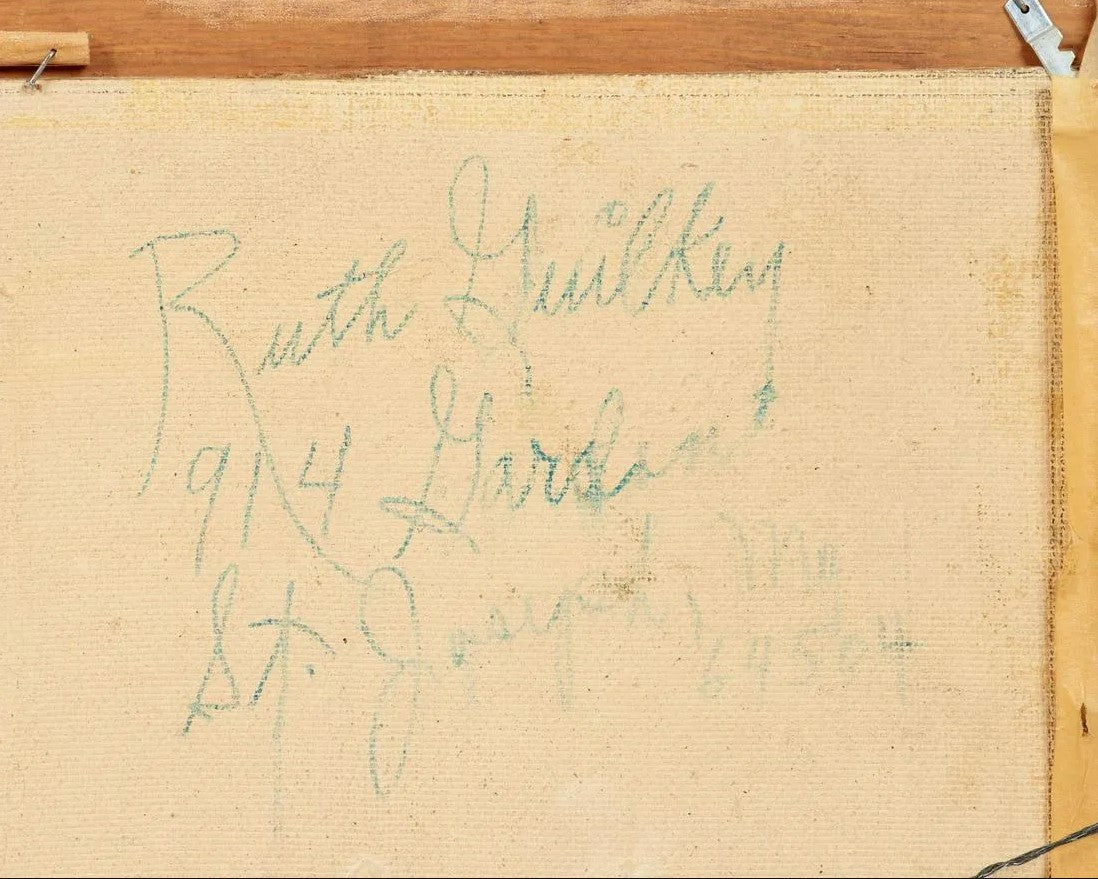 Ruth Guilkey
914 Garden
St. Joseph, Mo
64504